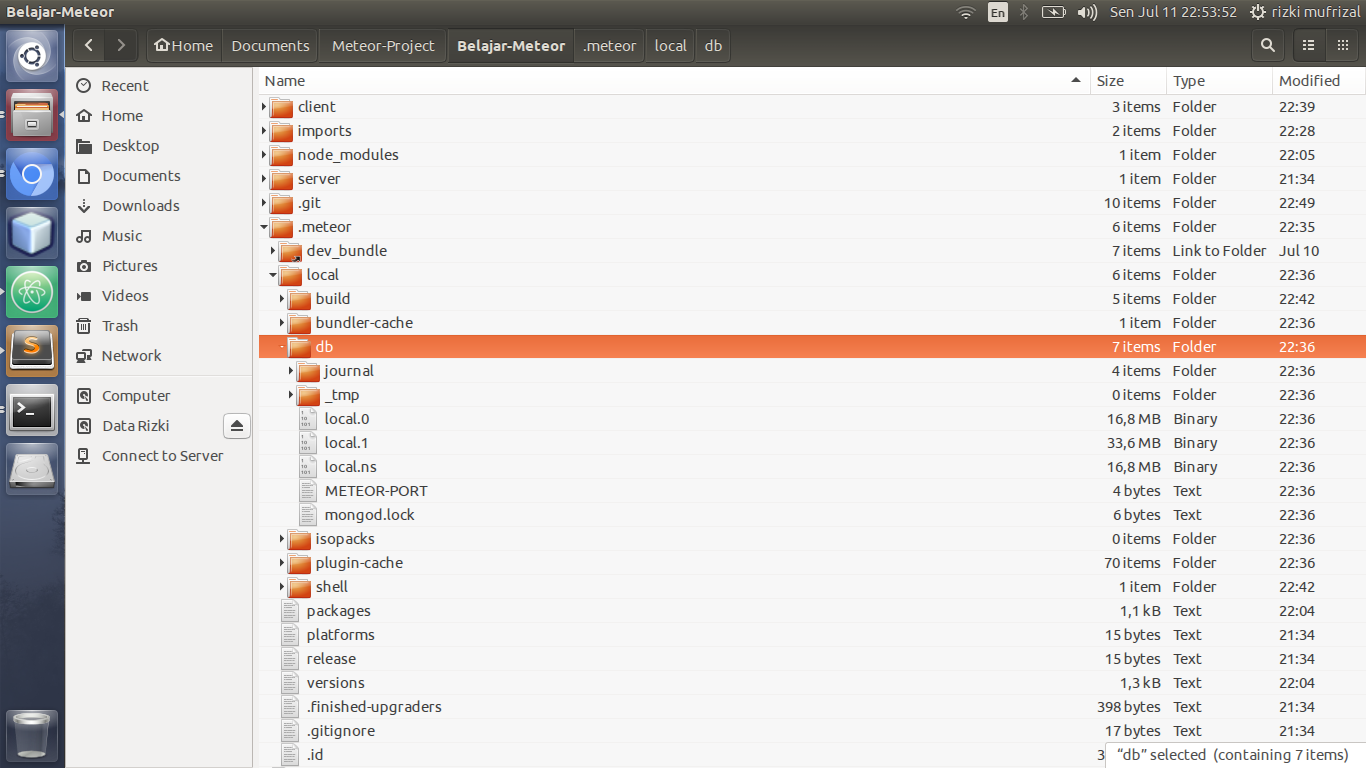 Belajar-Meteor
En
Sen Jul 11 22:53:52
rizki mufrizal
Home Documents Meteor-Project Belajar-Meteor .meteor local db
Recent
Home
Desktop
Documents
Downloads
Music
Pictures
Videos
Trash
Network
Computer
Data Rizki
Connect to Server
Name Size Type Modified
client 3 items Folder 22:39
imports 2 items Folder 22:28
node_modules 1 item Folder 22:05
server 1 item Folder 21:34
.git 10 items Folder 22:49
.meteor 6 items Folder 22:35
dev_bundle 7 items Link to Folder Jul 10
local 6 items Folder 22:36
build 5 items Folder 22:42
bundler-cache 1 item Folder 22:36
db 7 items Folder 22:36
journal 4 items Folder 22:36
_tmp 0 items Folder 22:36
local.0 16,8 MB Binary 22:36
local.1 33,6 MB Binary 22:36
local.ns 16,8 MB Binary 22:36
METEOR-PORT 4 bytes Text 22:36
mongod.lock 6 bytes Text 22:36
isopacks 0 items Folder 22:36
plugin-cache 70 items Folder 22:36
shell 1 item Folder 22:42
packages 1,1 kB Text 22:04
platforms 15 bytes Text 21:34
release 15 bytes Text 21:34
versions 1,3 kB Text 22:04
.finished-upgraders 398 bytes Text 21:34
.gitignore 17 bytes Text 21:34
.id
“db” selected (containing 7 items)